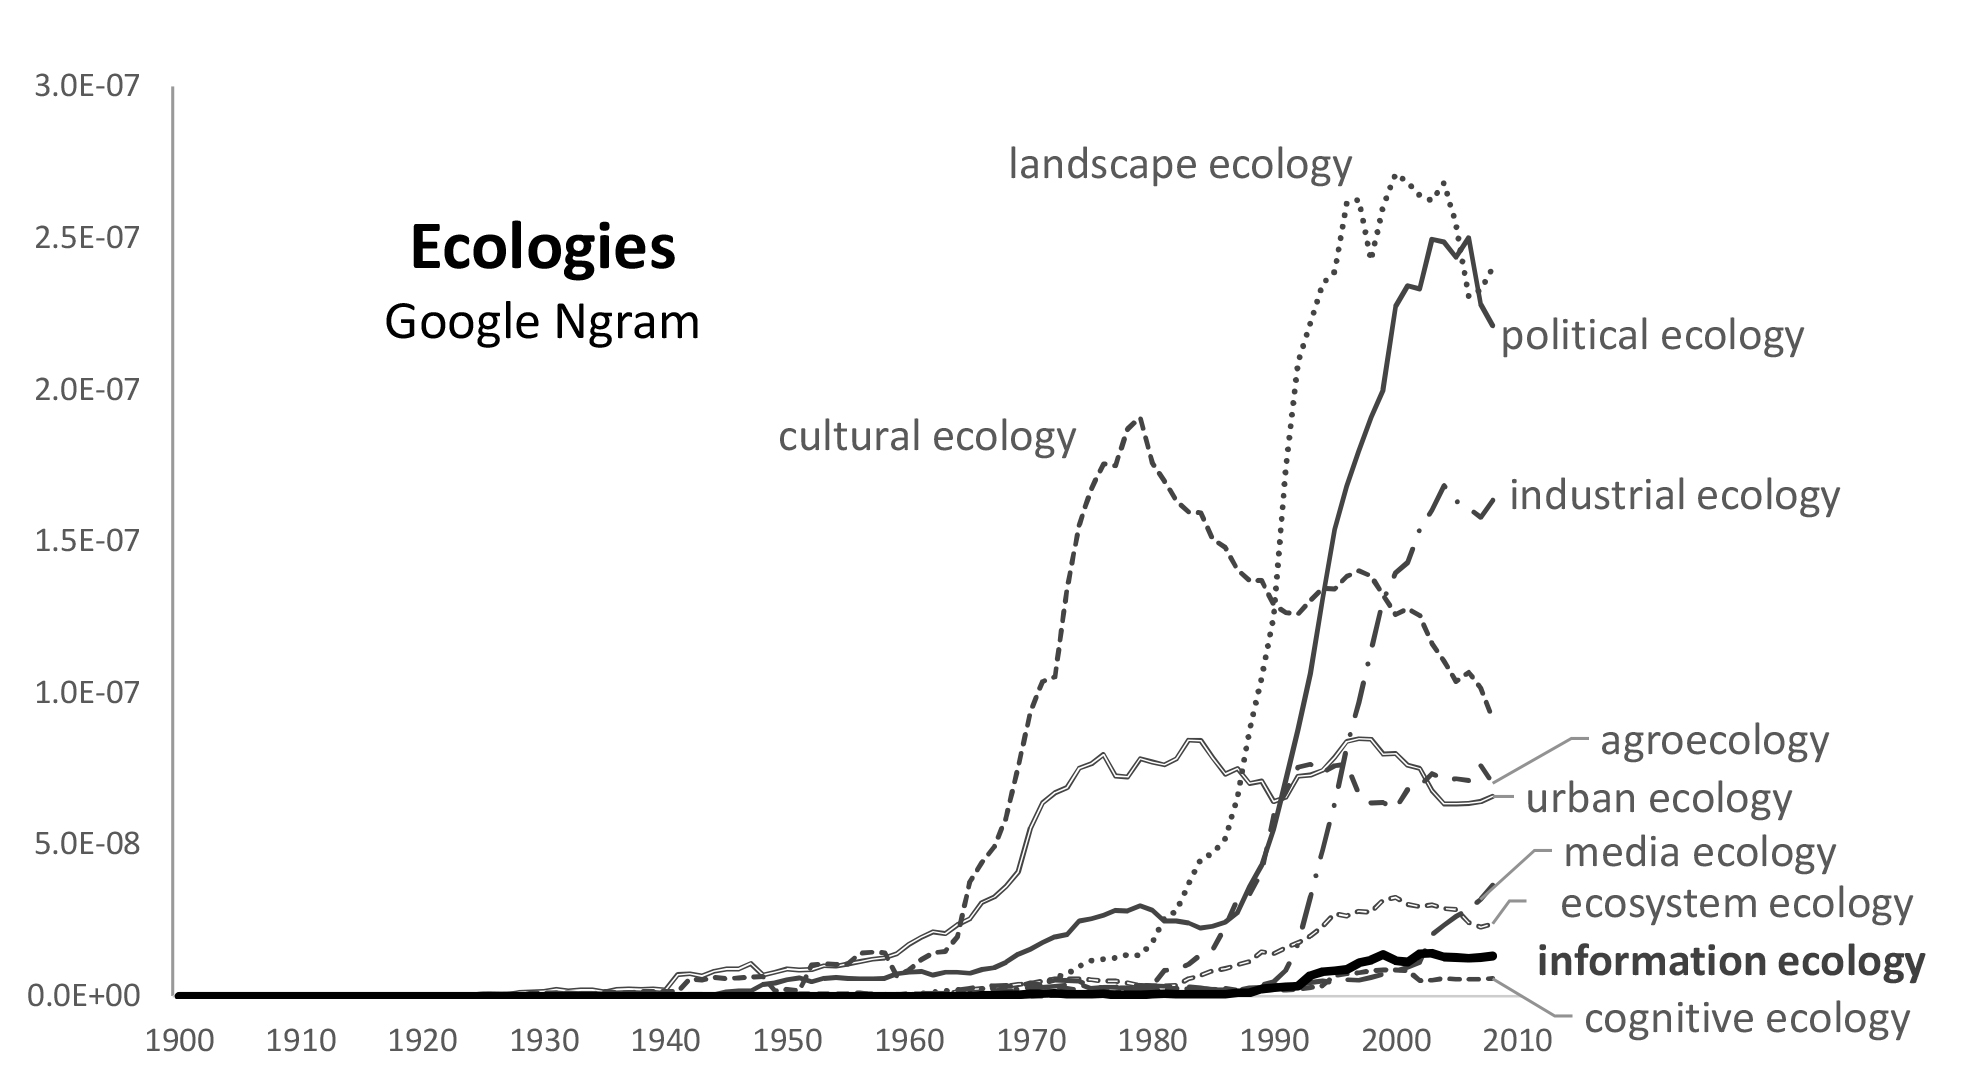 Ecologies
Google Ngram
3.0E-07
2.5E-07
2.0E-07
1.5E-07
1.0E-07
5.0E-08
0.0E+00
landscape ecology
political ecology
cultural ecology
industrial ecology
agroecology
urban ecology
media ecology
ecosystem ecology
information ecology
cognitive ecology
1900 1910 1920 1930 1940 1950 1960 1970 1980 1990 2000 2010